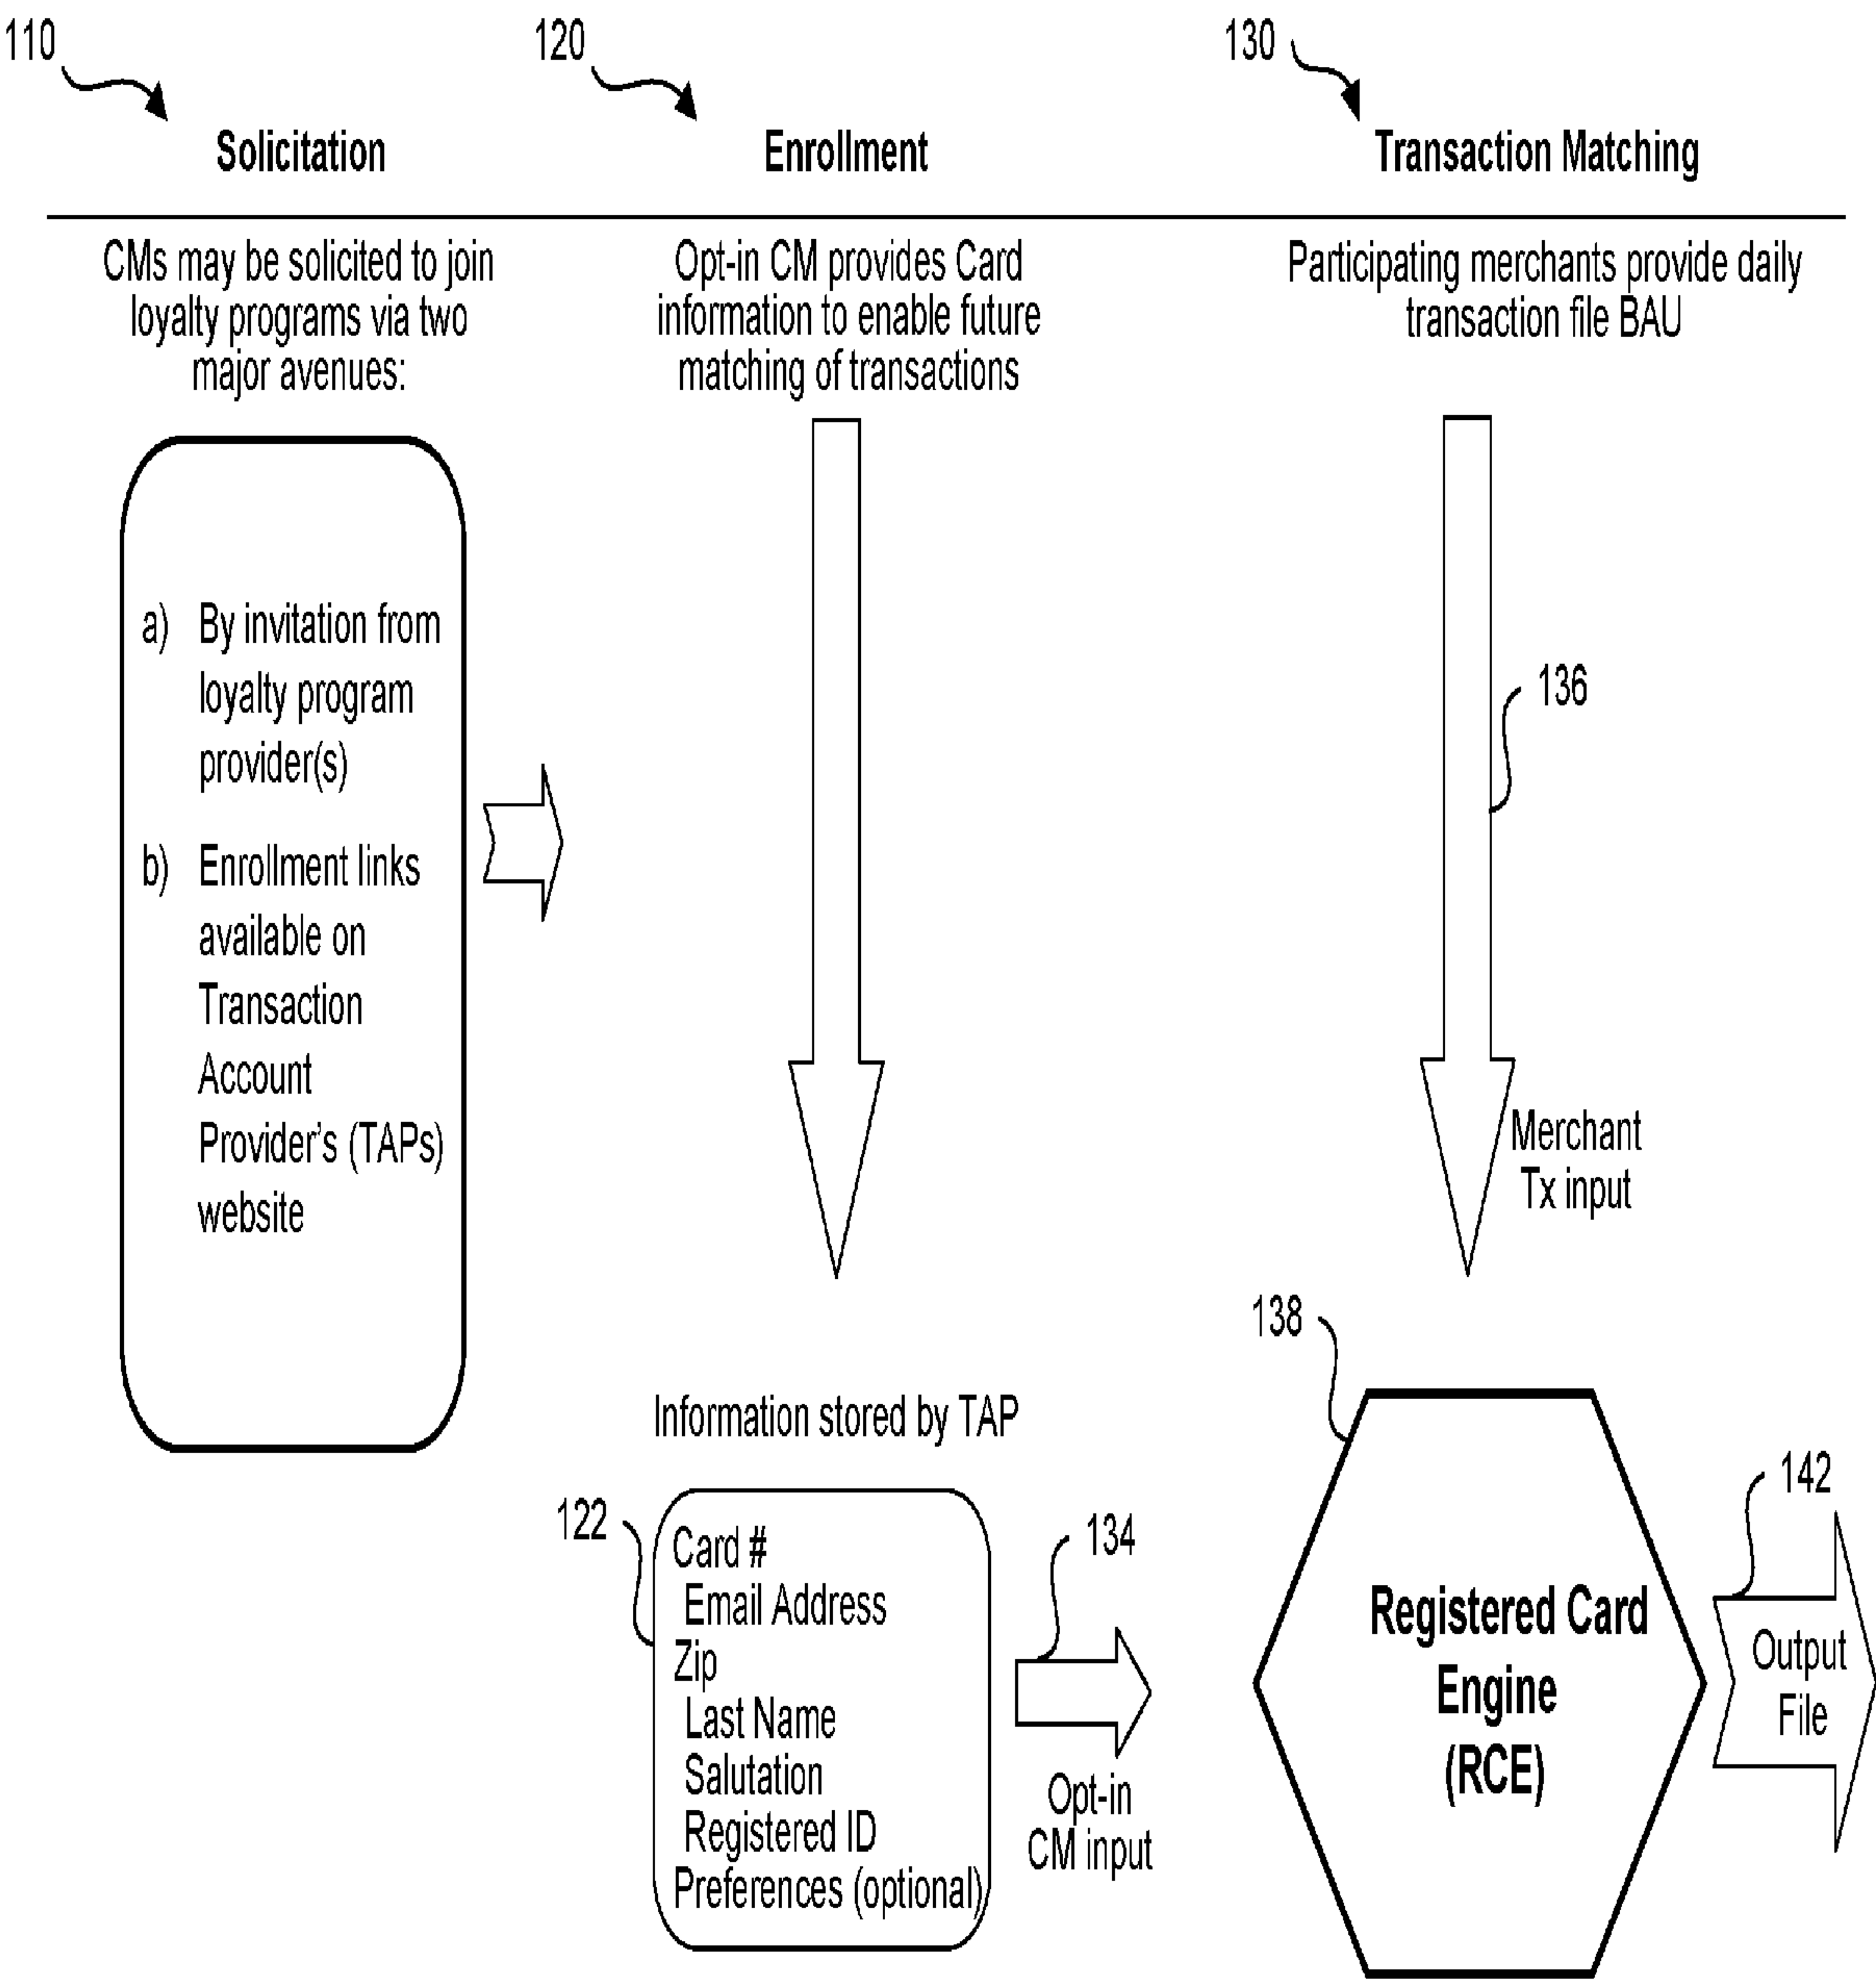 110
120
130
Solicitation
Enrollment
Transaction Matching
CMs may be solicited to join
loyalty programs via two
major avenues:
Opt-in CM provides Card
information to enable future
matching of transactions
Participating merchants provide daily
transaction file BAU
a) By invitation from
loyalty program
provider(s)
b) Enrollment links
available on
Transaction
Account
Provider's (TAPs)
website
136
Merchant
Tx input
Information stored by TAP
122
Card #
Email Address
Zip
Last Name
Salutation
Registered ID
Preferences (optional)
134
Opt-in
CM input
138
Registered Card
Engine
(RCE)
142
Output
File